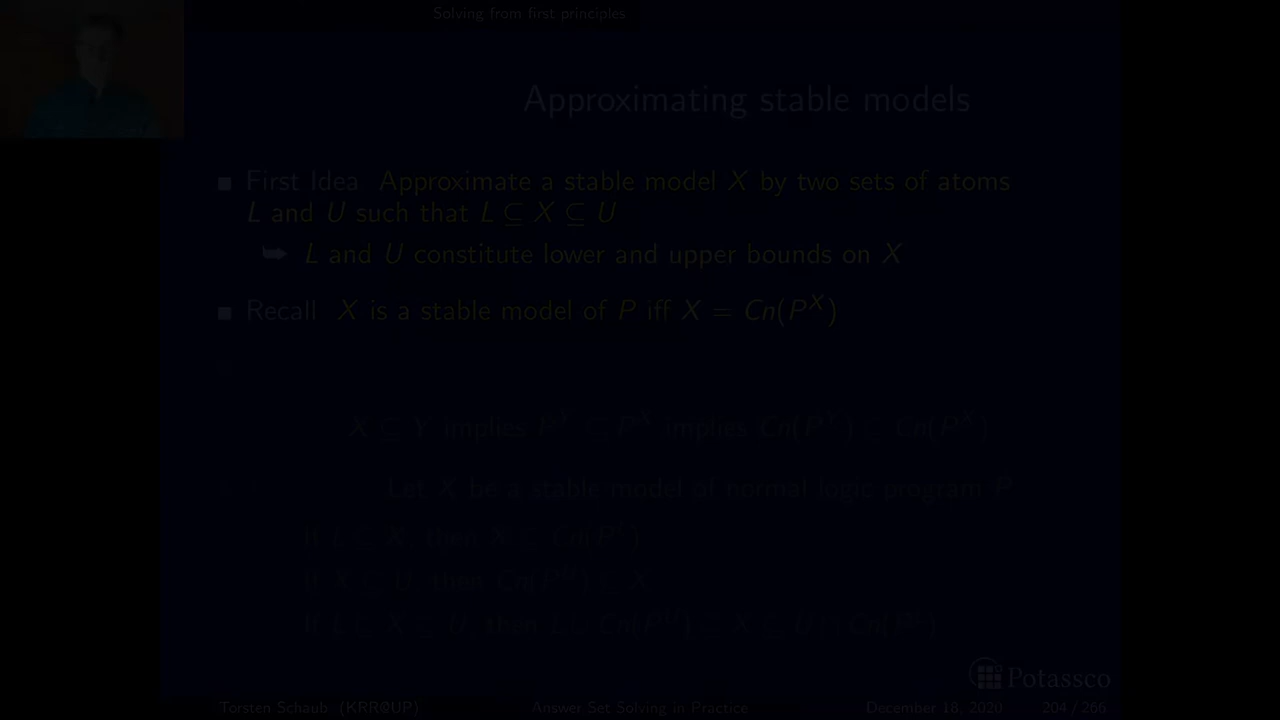 Solving from first principles
Approximating stable models
First Idea Approximate a stable model X by two sets of atoms
L and U such that L ⊆ X ⊆ U
L and U constitute lower and upper bounds on X
Recall X is a stable model of P iff X = Cn(P^X)
X ⊆ Y implies P^Y ⊆ P^X implies Cn(P^Y) ⊆ Cn(P^X)
Let X be a stable model of normal logic program P
If L ⊆ X, then X ⊆ Cn(P^L)
If X ⊆ U, then Cn(P^U) ⊆ X
If L ⊆ X ⊆ U, then L ∪ Cn(P^U) ⊆ X ⊆ U ∩ Cn(P^L)
Potassco
Torsten Schaub (KRR@UP) Answer Set Solving in Practice December 18, 2020 204 / 266